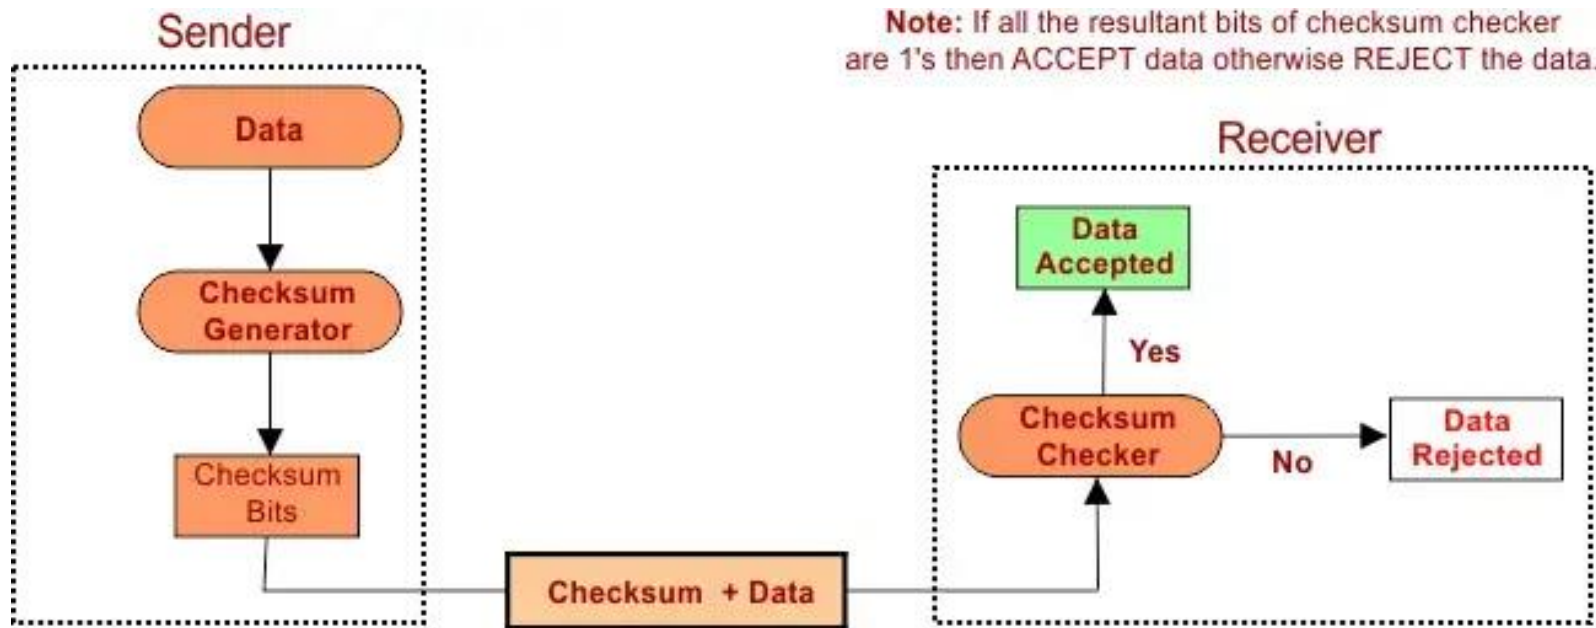 Sender
Note: If all the resultant bits of checksum checker
are 1's then ACCEPT data otherwise REJECT the data.
Data
Checksum
Generator
Checksum
Bits
Checksum + Data
Receiver
Data
Accepted
Yes
Checksum
Checker
No
Data
Rejected